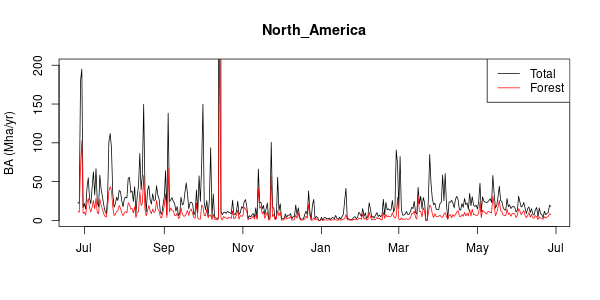 North_America
BA (Mha/yr)
200
150
100
50
0
Total
Forest
Jul Sep Nov Jan Mar May Jul